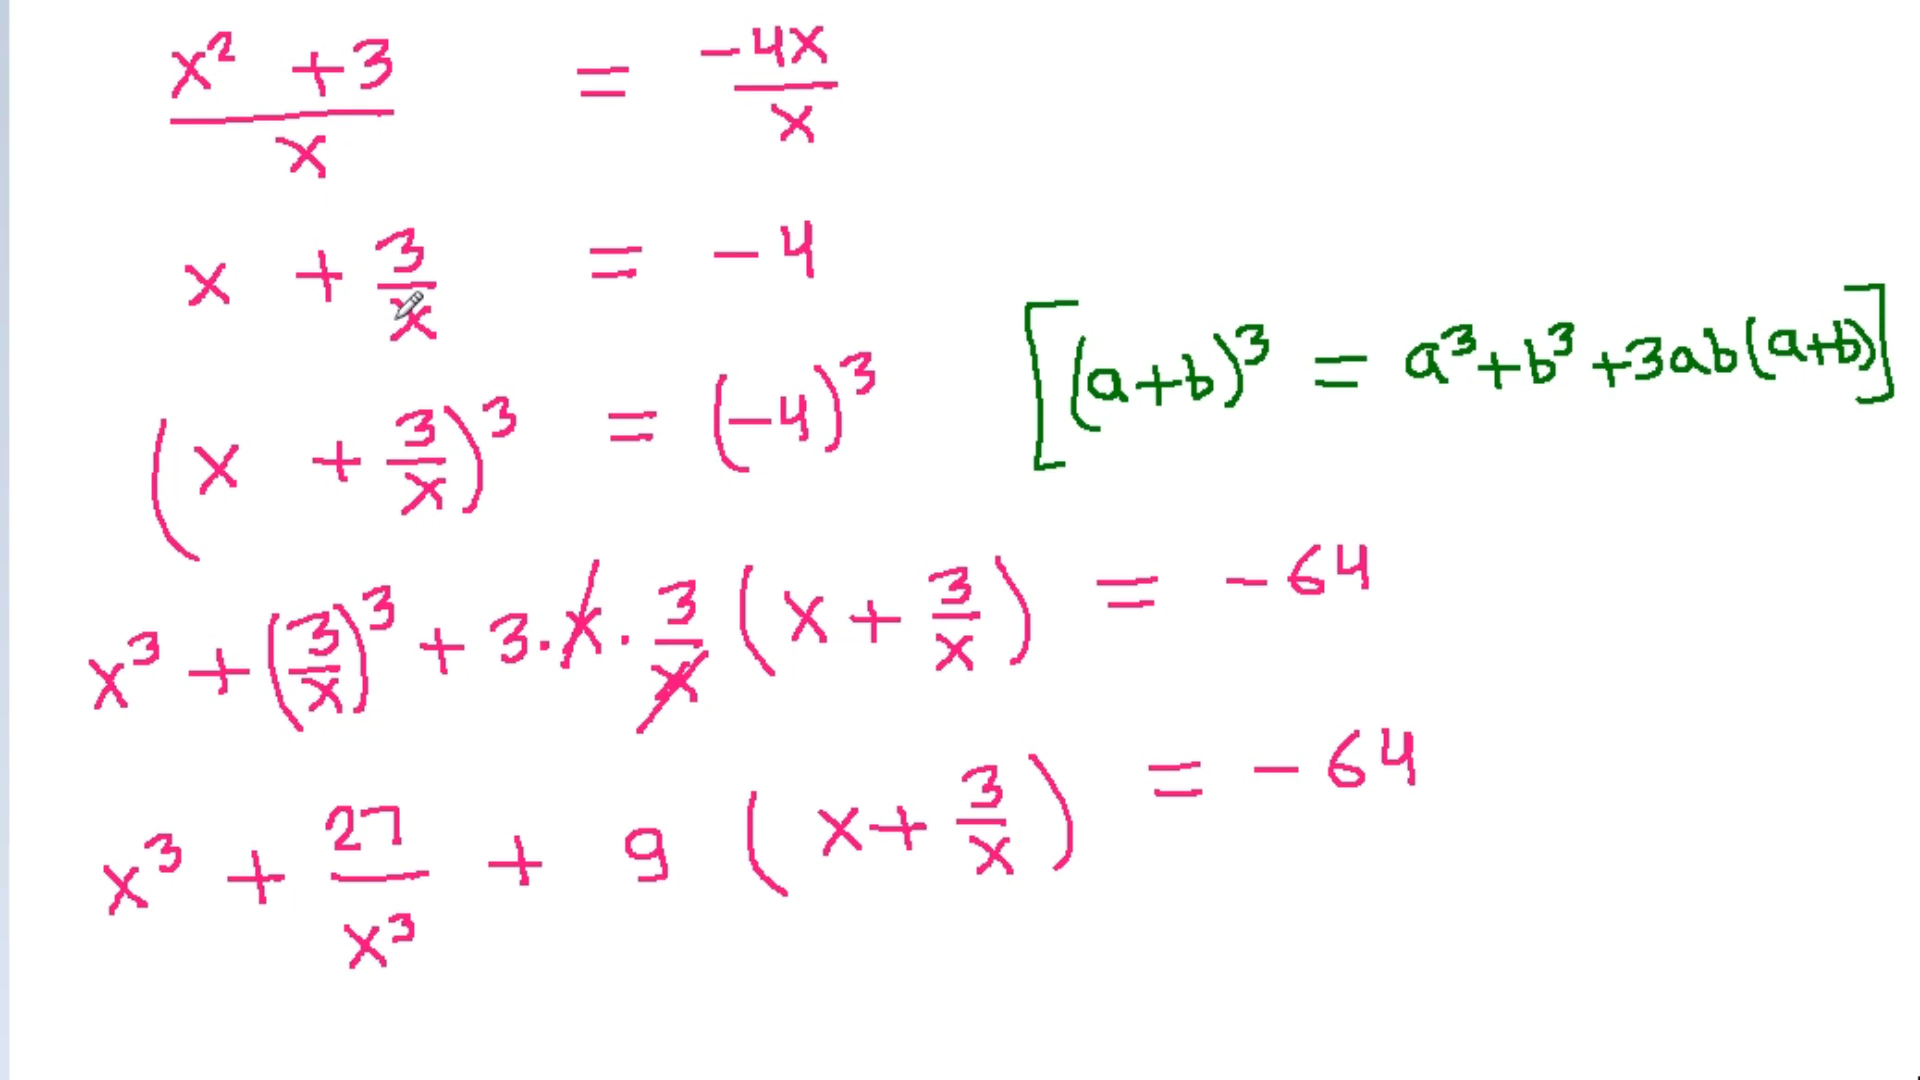 x² + 3 / x = -4x / x
x + 3/x = -4
(x + 3/x)³ = (-4)³
[(a+b)³ = a³+b³+3ab(a+b)]
x³ + (3/x)³ + 3·x·3/x (x + 3/x) = -64
x³ + 27/x³ + 9 (x + 3/x) = -64